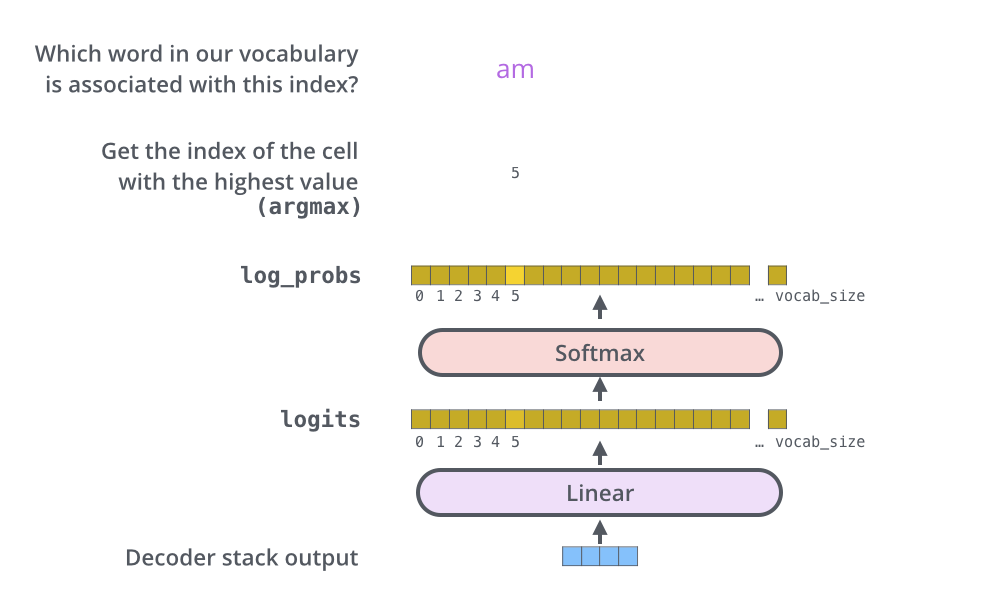 Which word in our vocabulary
is associated with this index?
am
Get the index of the cell
with the highest value
(argmax)
5
log_probs
0 1 2 3 4 5 … vocab_size
Softmax
logits
0 1 2 3 4 5 … vocab_size
Linear
Decoder stack output